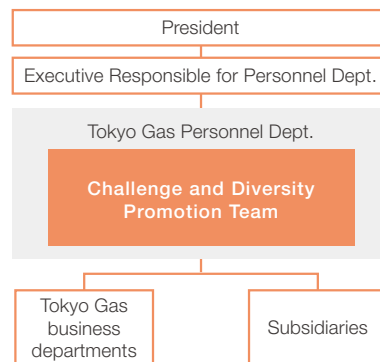 President
Executive Responsible for Personnel Dept.
Tokyo Gas Personnel Dept.
Challenge and Diversity
Promotion Team
Tokyo Gas
business
departments
Subsidiaries